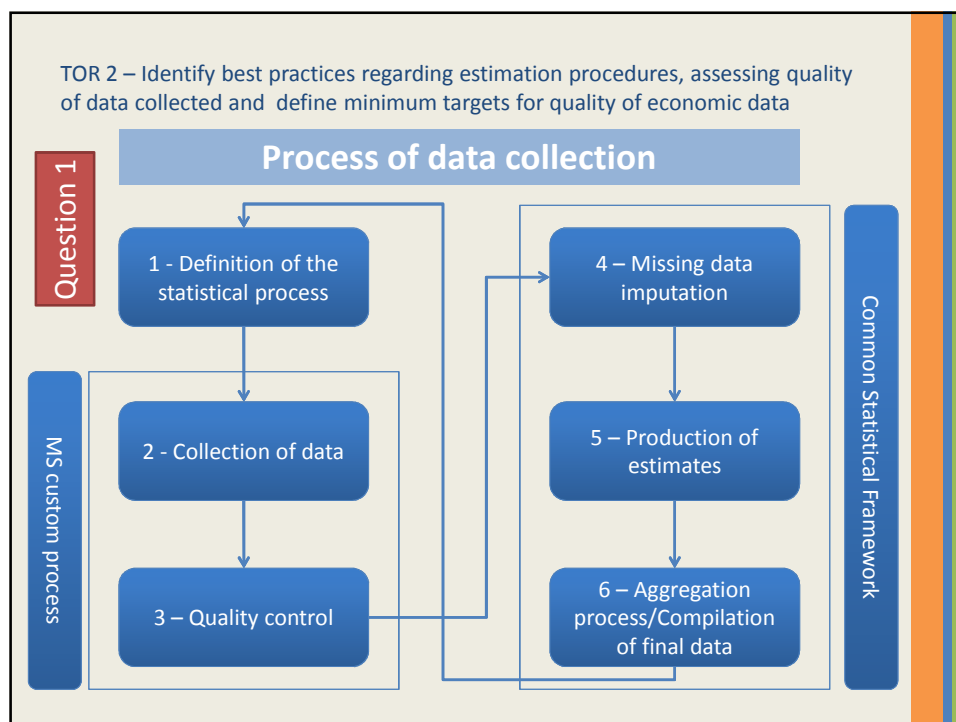 TOR 2 – Identify best practices regarding estimation procedures, assessing quality
of data collected and define minimum targets for quality of economic data
Question 1
Process of data collection
1 - Definition of the
statistical process
MS custom process
2 - Collection of data
3 – Quality control
4 – Missing data
imputation
5 – Production of
estimates
6 – Aggregation
process/Compilation
of final data
Common Statistical Framework